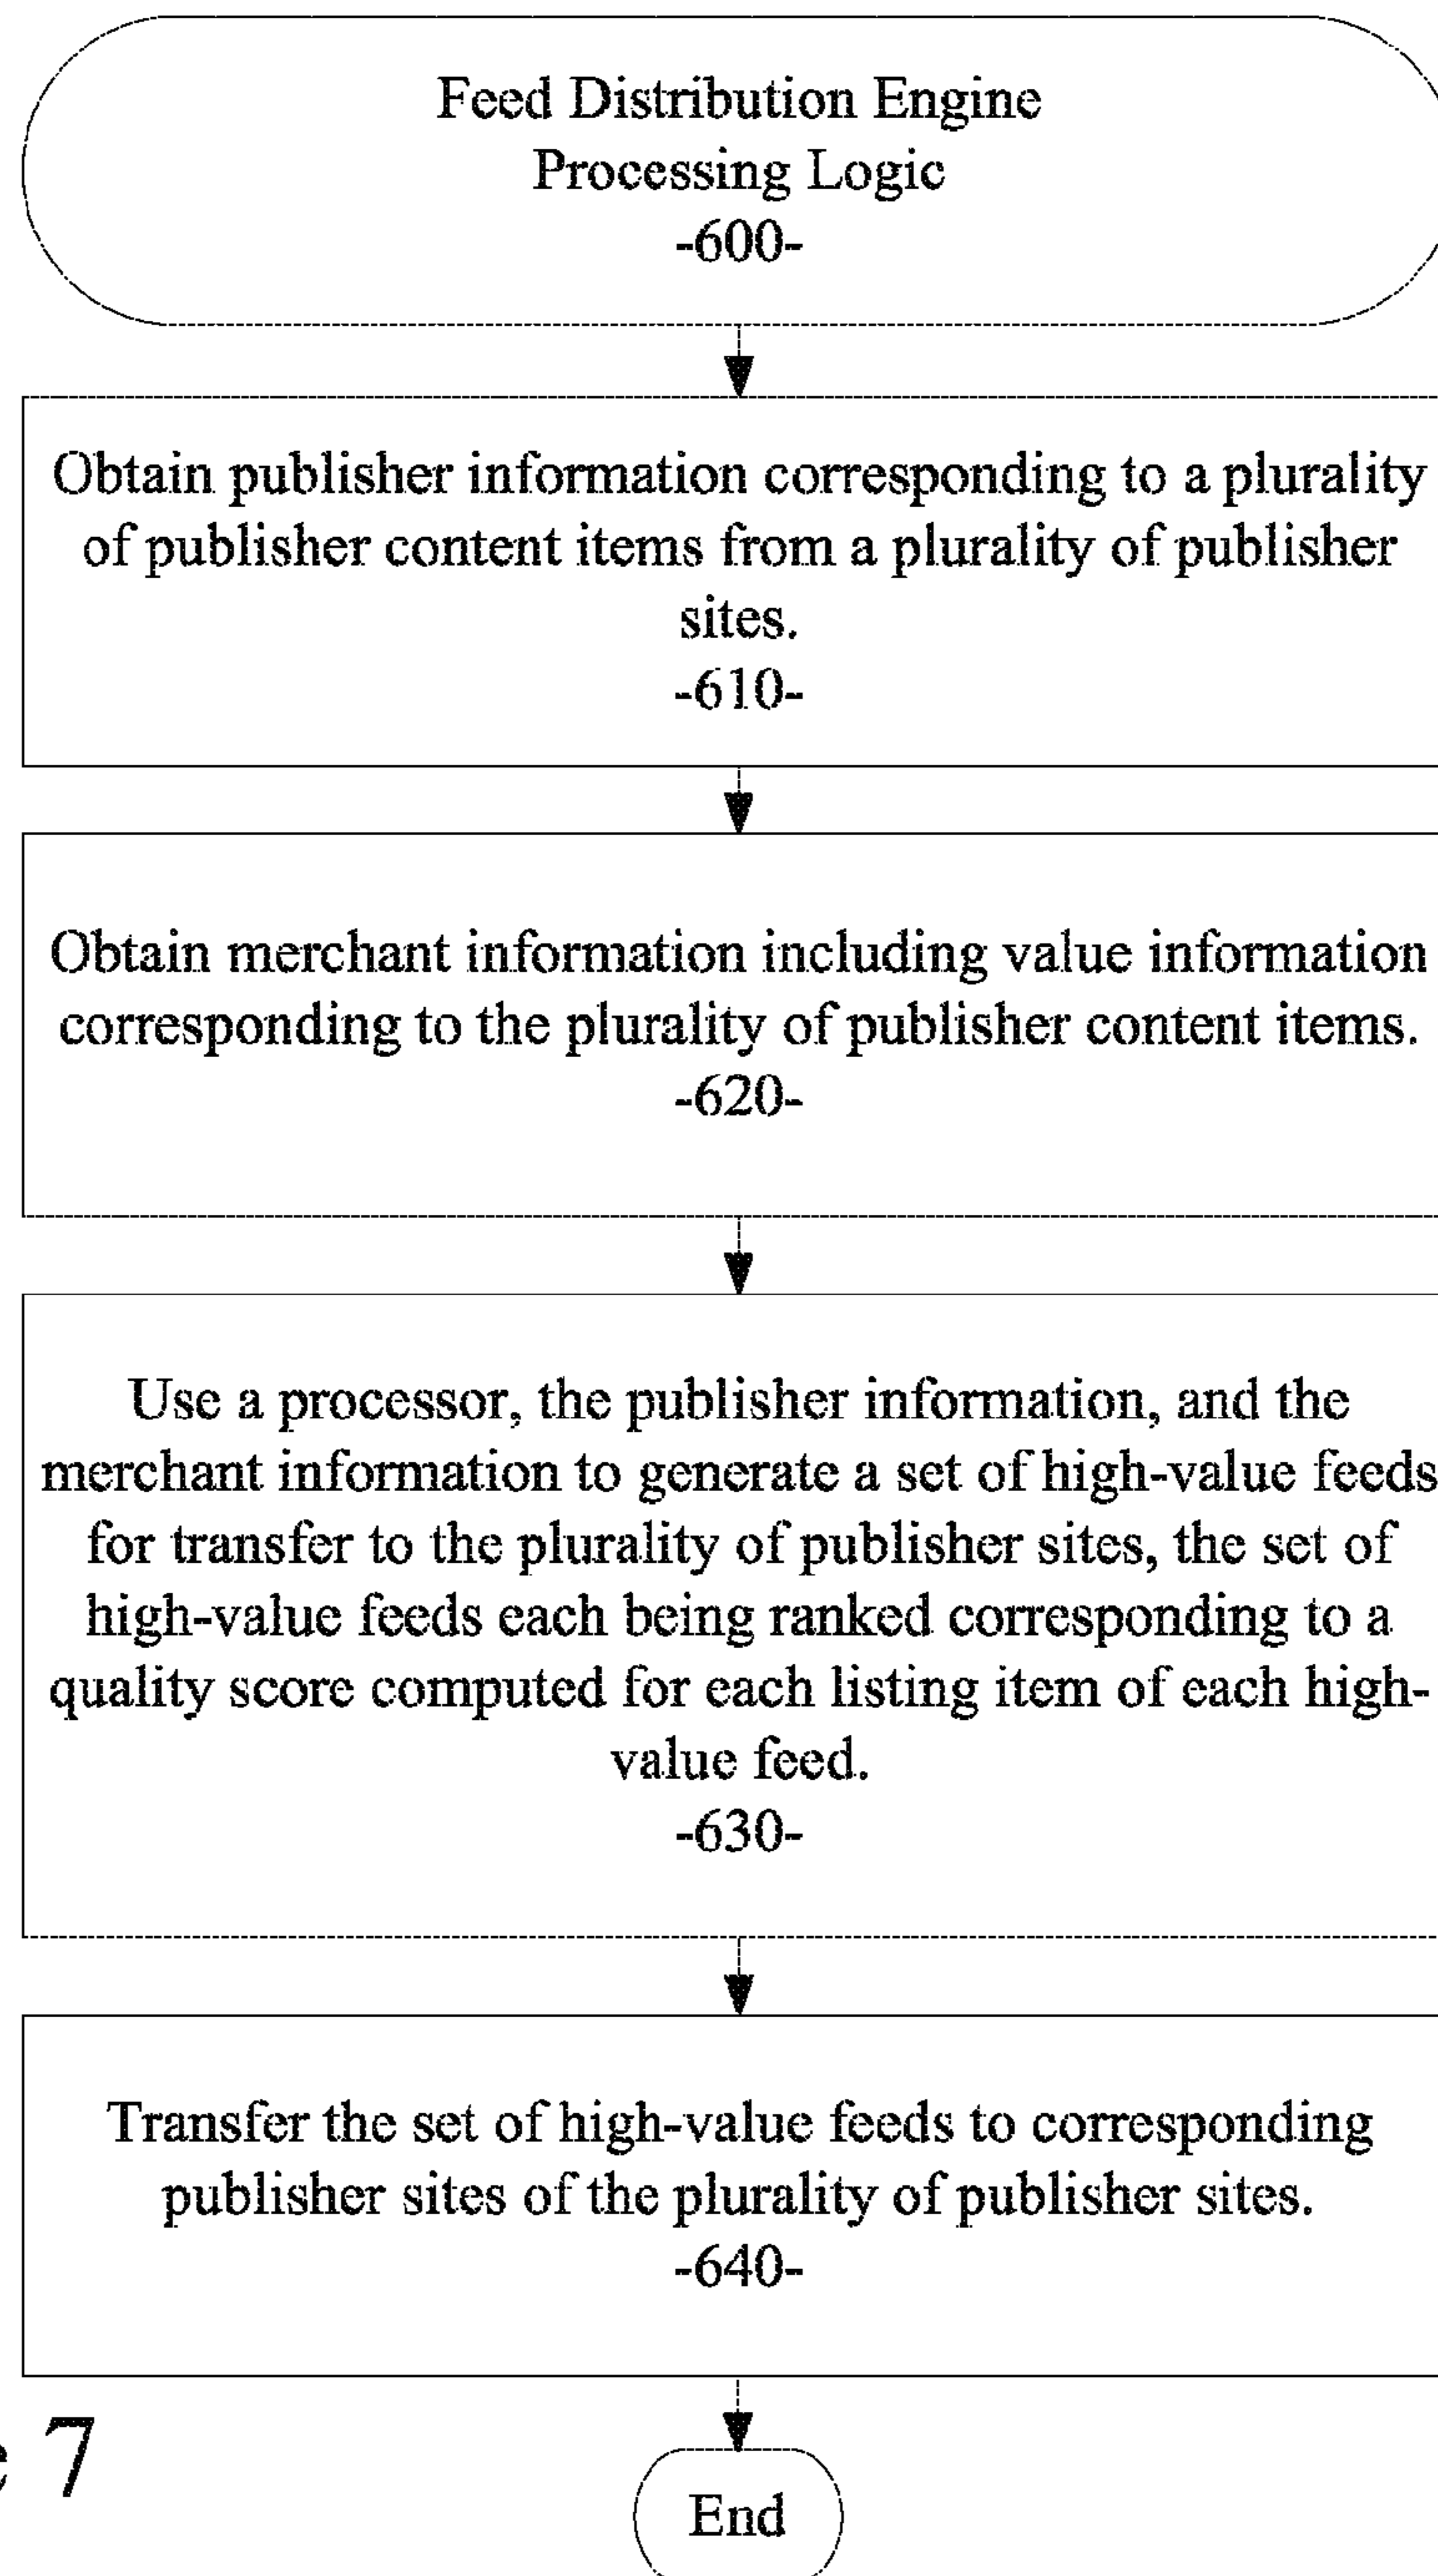 Feed Distribution Engine
Processing Logic
-600-
Obtain publisher information corresponding to a plurality
of publisher content items from a plurality of publisher
sites.
-610-
Obtain merchant information including value information
corresponding to the plurality of publisher content items.
-620-
Use a processor, the publisher information, and the
merchant information to generate a set of high-value feeds
for transfer to the plurality of publisher sites, the set of
high-value feeds each being ranked corresponding to a
quality score computed for each listing item of each high-
value feed.
-630-
Transfer the set of high-value feeds to corresponding
publisher sites of the plurality of publisher sites.
-640-
7
End